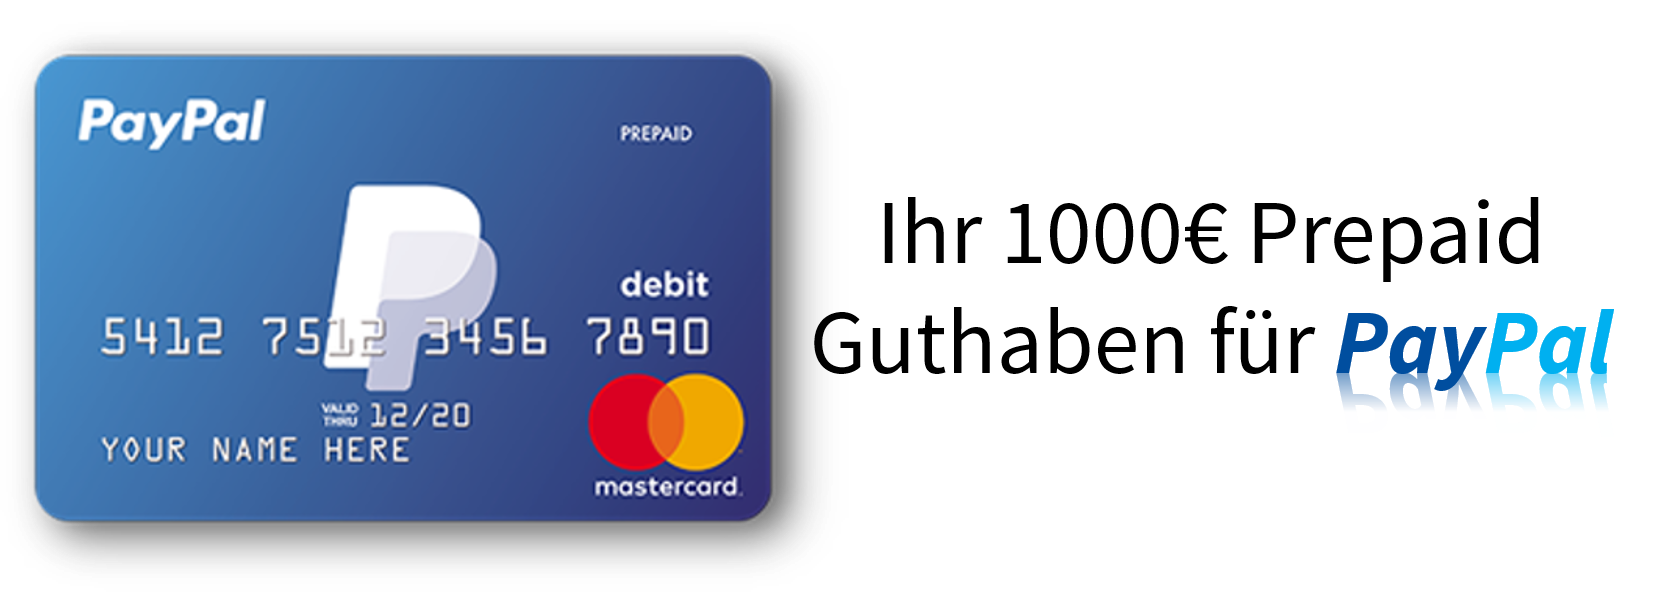 PayPal
PREPAID
debit
5412 7512 3456 7890
VALID THRU 12/20
YOUR NAME HERE
mastercard.
Ihr 1000€ Prepaid
Guthaben für PayPal